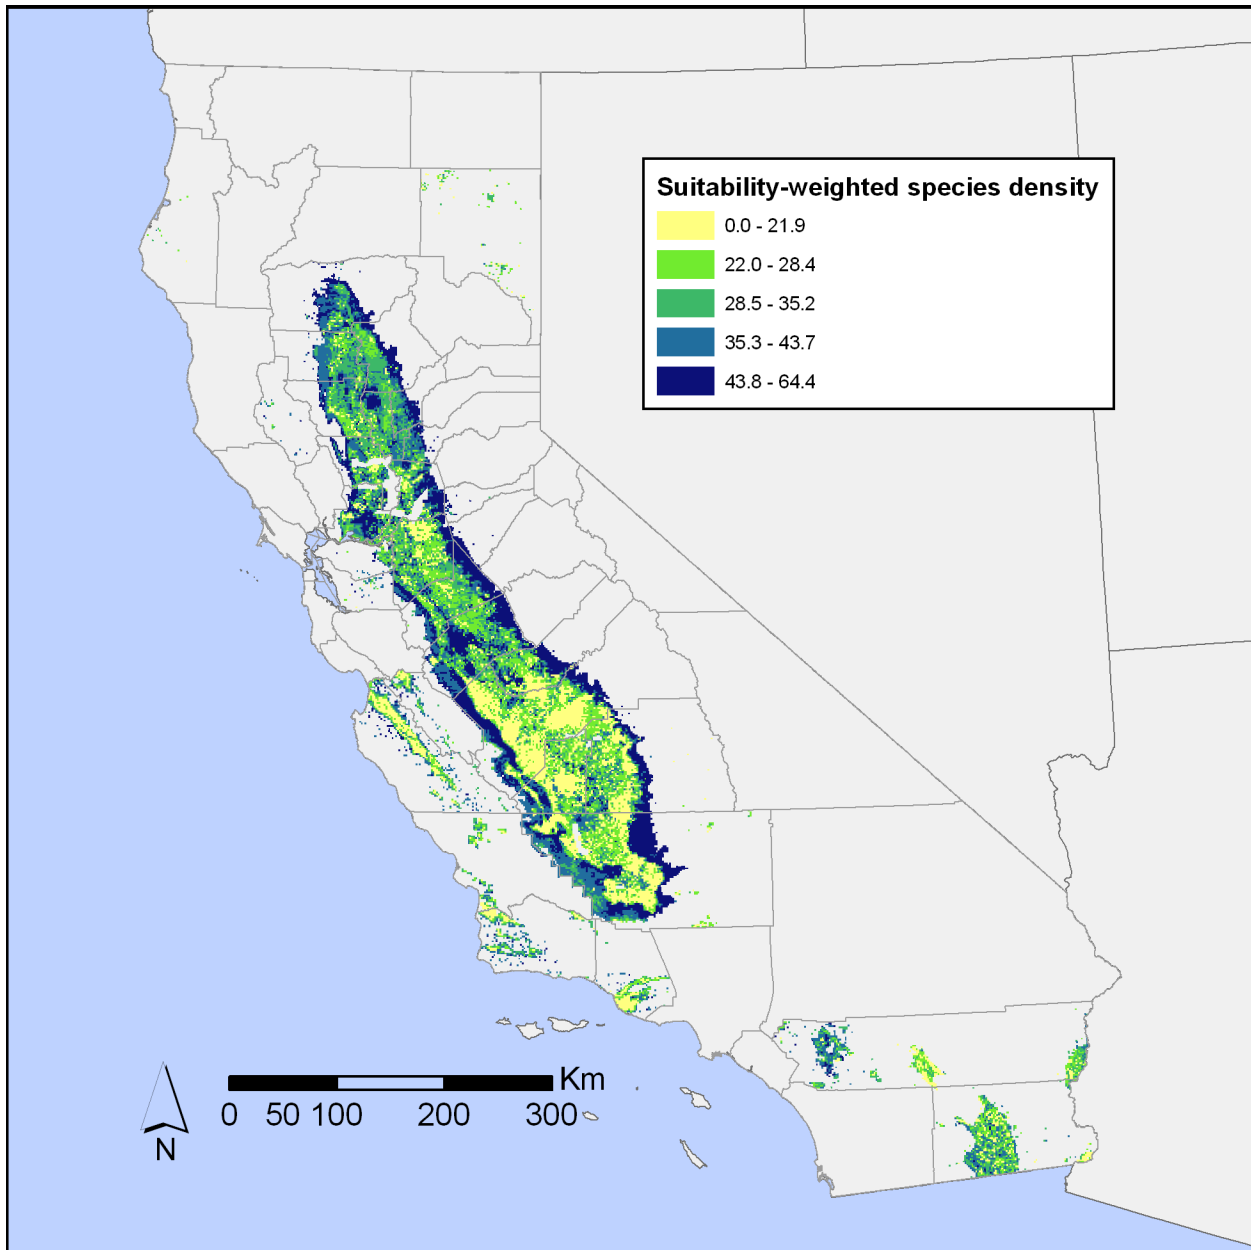 Suitability-weighted species density
0.0 - 21.9
22.0 - 28.4
28.5 - 35.2
35.3 - 43.7
43.8 - 64.4
Km
0 50 100 200 300
N